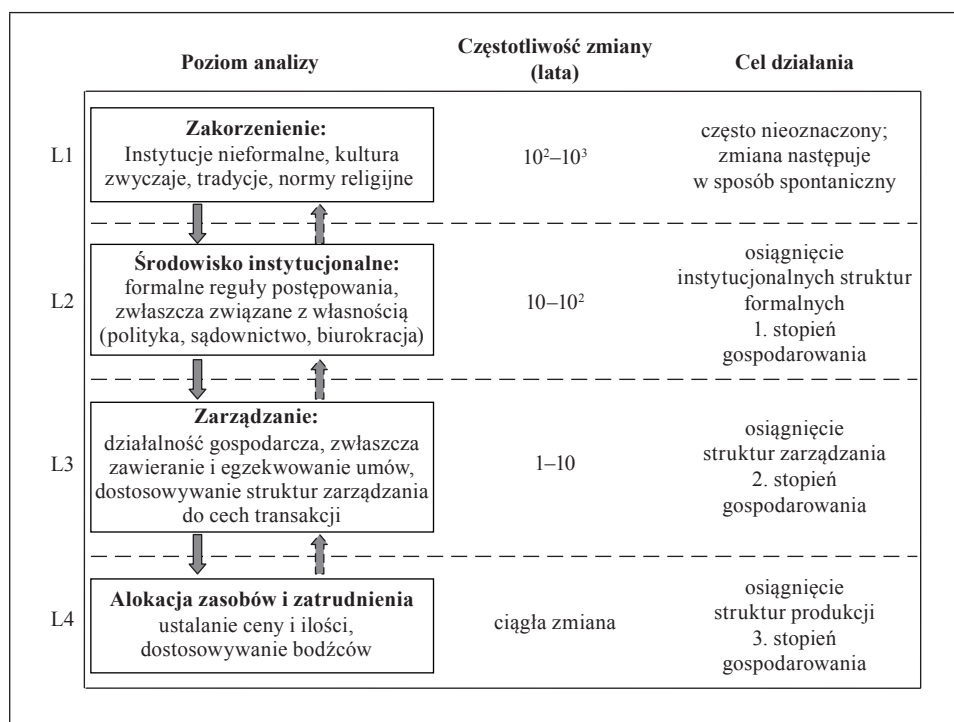 Poziom analizy
Częstotliwość zmiany
(lata)
Cel działania
L1
Zakorzenienie:
Instytucje nieformalne, kultura
zwyczaje, tradycje, normy religijne
10²–10³
często nieoznaczony;
zmiana następuje
w sposób spontaniczny
L2
Środowisko instytucjonalne:
formalne reguły postępowania,
zwłaszcza związane z własnością
(polityka, sądownictwo, biurokracja)
10–10²
osiągnięcie
instytucjonalnych struktur
formalnych
1. stopień
gospodarowania
L3
Zarządzanie:
działalność gospodarcza, zwłaszcza
zawieranie i egzekwowanie umów,
dostosowywanie struktur zarządzania
do cech transakcji
1–10
osiągnięcie
struktur zarządzania
2. stopień
gospodarowania
L4
Alokacja zasobów i zatrudnienia
ustalanie ceny i ilości,
dostosowywanie bodźców
ciągła zmiana
osiągnięcie
struktur produkcji
3. stopień
gospodarowania